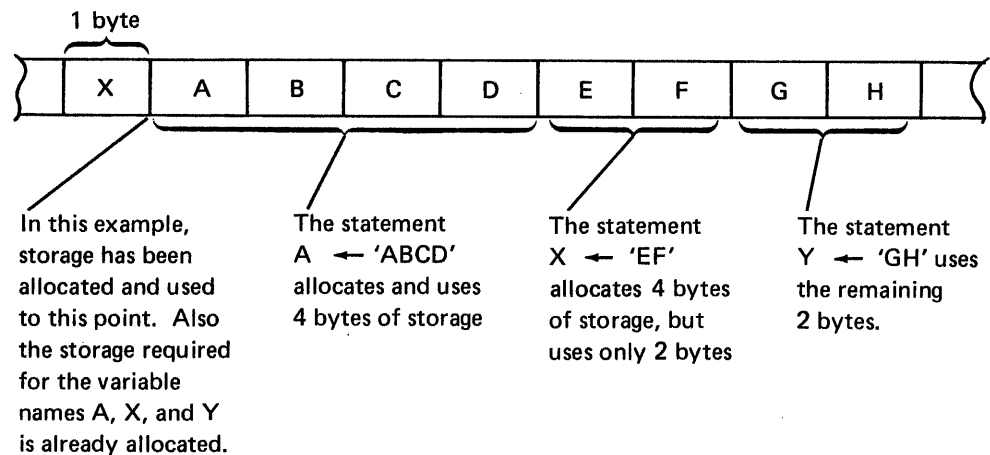 1 byte
X A B C D E F G H
In this example,
storage has been
allocated and used
to this point. Also
the storage required
for the variable
names A, X, and Y
is already allocated.
The statement
A ← ‘ABCD’
allocates and uses
4 bytes of storage
The statement
X ← ‘EF’
allocates 4 bytes
of storage, but
uses only 2 bytes
The statement
Y ← ‘GH’ uses
the remaining
2 bytes.